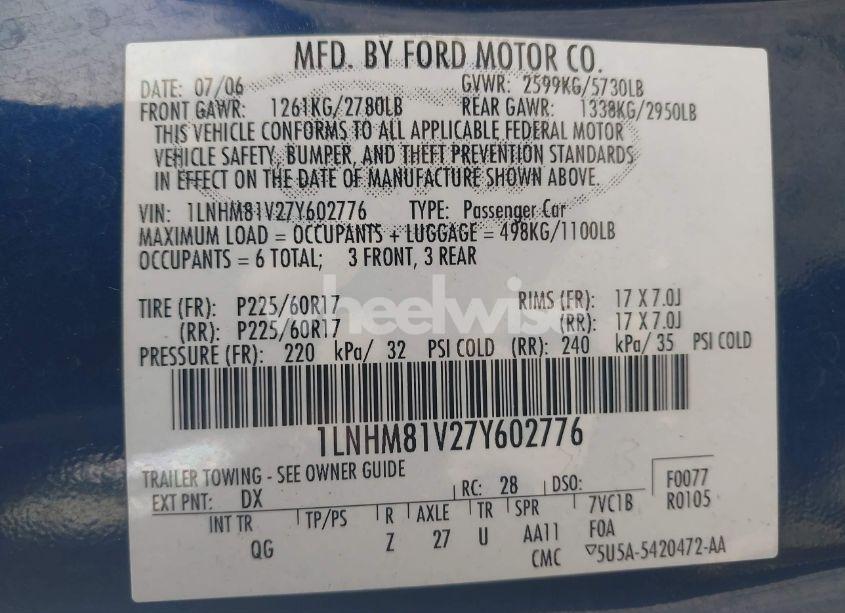 MFD. BY FORD MOTOR CO.
DATE: 07/06 GVWR: 2599KG/5730LB
FRONT GAWR: 1261KG/2780LB REAR GAWR: 1338KG/2950LB
THIS VEHICLE CONFORMS TO ALL APPLICABLE FEDERAL MOTOR
VEHICLE SAFETY, BUMPER, AND THEFT PREVENTION STANDARDS
IN EFFECT ON THE DATE OF MANUFACTURE SHOWN ABOVE.
VIN: 1LNHM81V27Y602776 TYPE: Passenger Car
MAXIMUM LOAD = OCCUPANTS + LUGGAGE = 498KG/1100LB
OCCUPANTS = 6 TOTAL; 3 FRONT, 3 REAR
TIRE (FR): P225/60R17 RIMS (FR): 17 X 7.0J
(RR): P225/60R17 (RR): 17 X 7.0J
heelwise
PRESSURE (FR): 220 kPa/ 32 PSI COLD (RR): 240 kPa/ 35 PSI COLD
1LNHM81V27Y602776
TRAILER TOWING - SEE OWNER GUIDE
EXT PNT: DX RC: 28 DSO: F0077
R0105
INT TR TP/PS R AXLE TR SPR 7VC1B
QG Z 27 U AA11 FOA
CMC 5U5A-5420472-AA